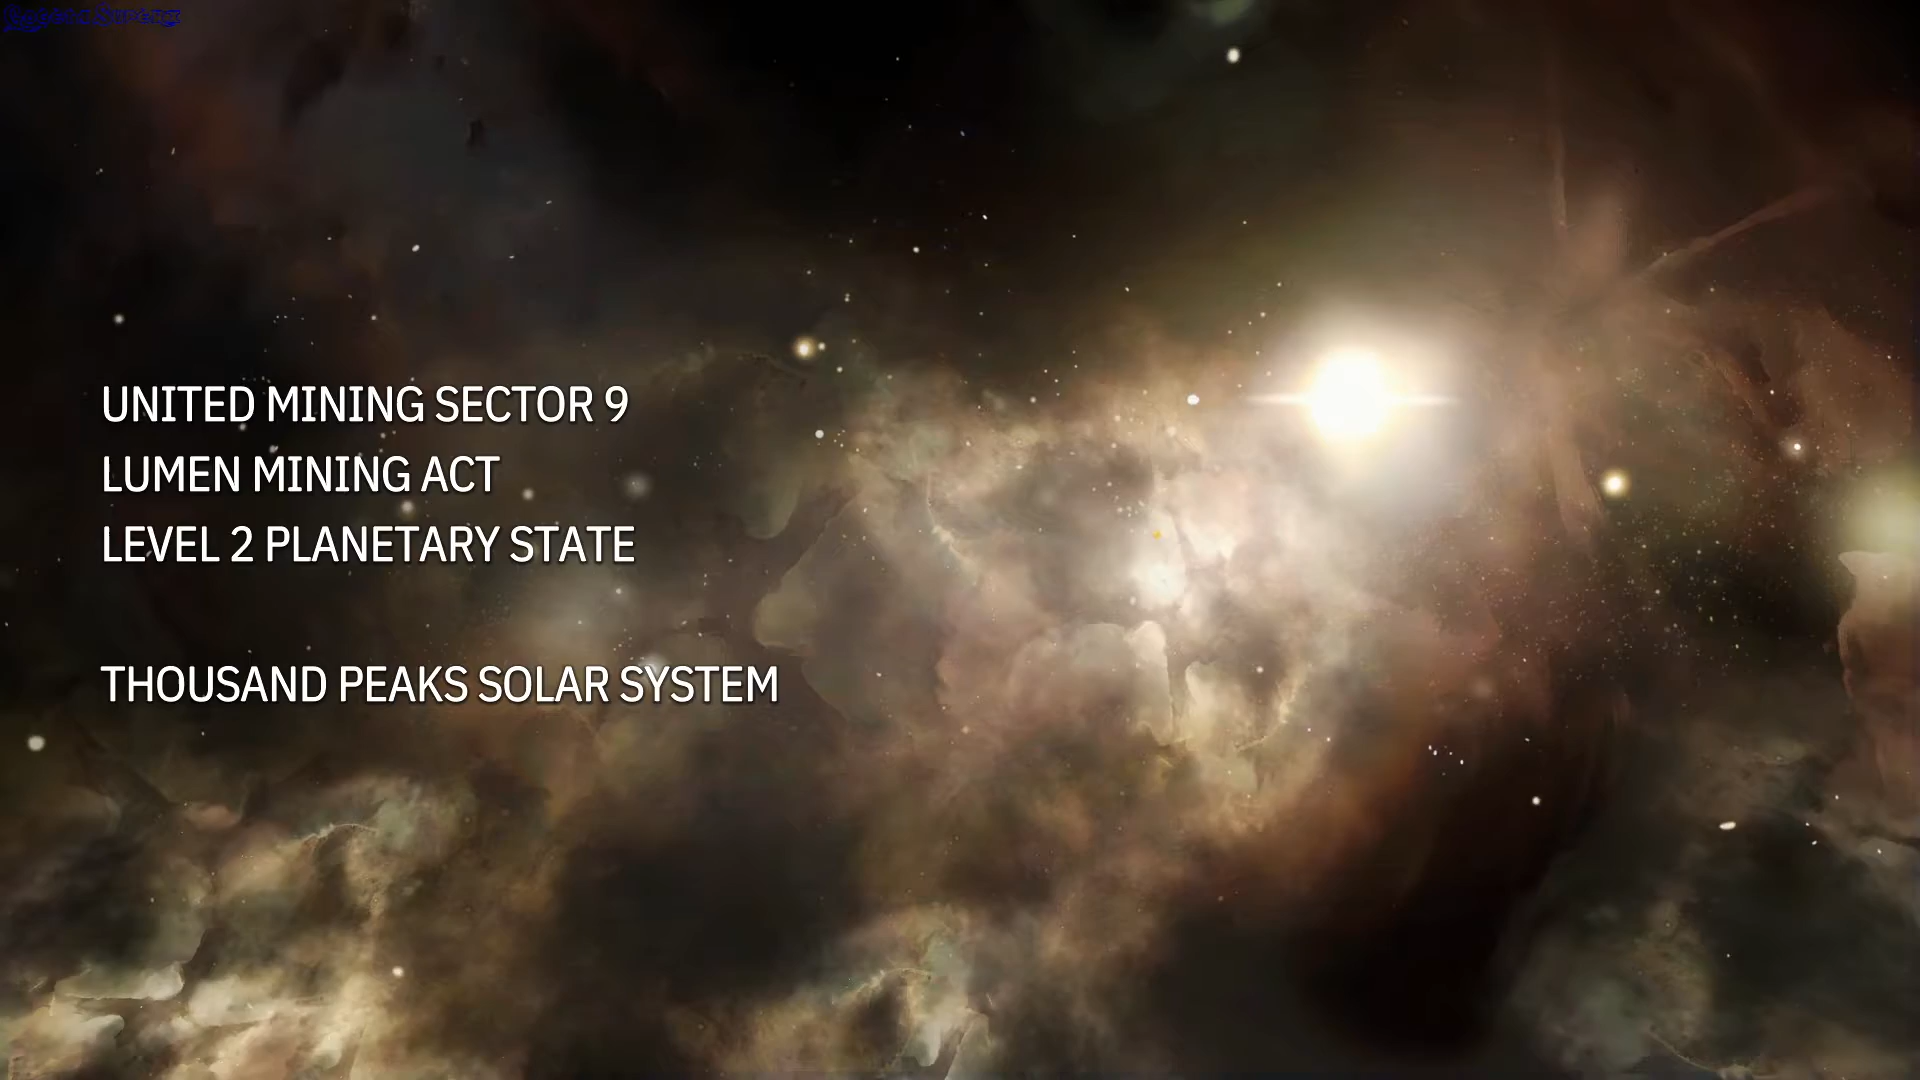 UNITED MINING SECTOR 9
LUMEN MINING ACT
LEVEL 2 PLANETARY STATE
THOUSAND PEAKS SOLAR SYSTEM